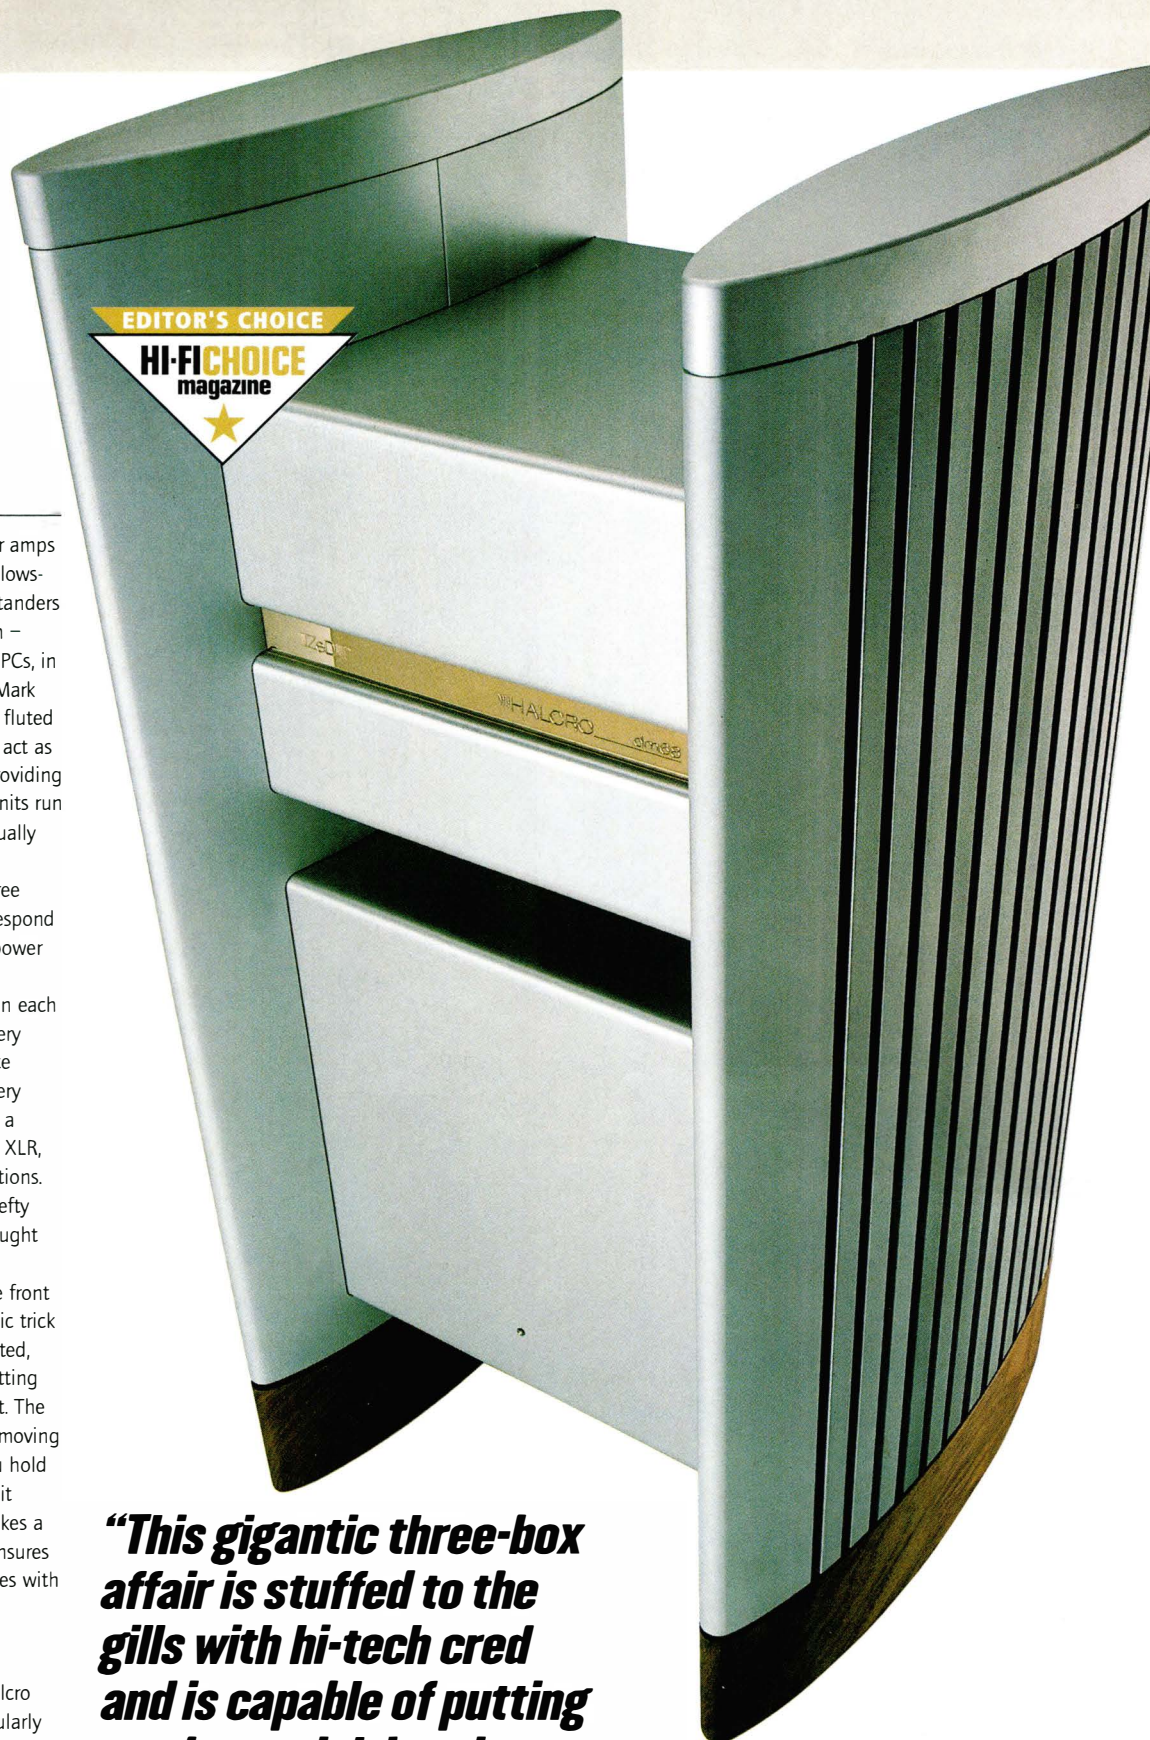 EDITOR'S CHOICE
HI-FI CHOICE
magazine
HALCRO dm68
r amps
lows-
tanders
n –
PCs, in
Mark
fluted
act as
roviding
nits run
ually
ree
espond
power
n each
ery
te
ery
a
XLR,
tions.
efty
ught
e front
ic trick
ted,
tting
t. The
moving
u hold
it
kes a
nsures
es with
lcro
ularly
“This gigantic three-box
affair is stuffed to the
gills with hi-tech cred
and is capable of putting